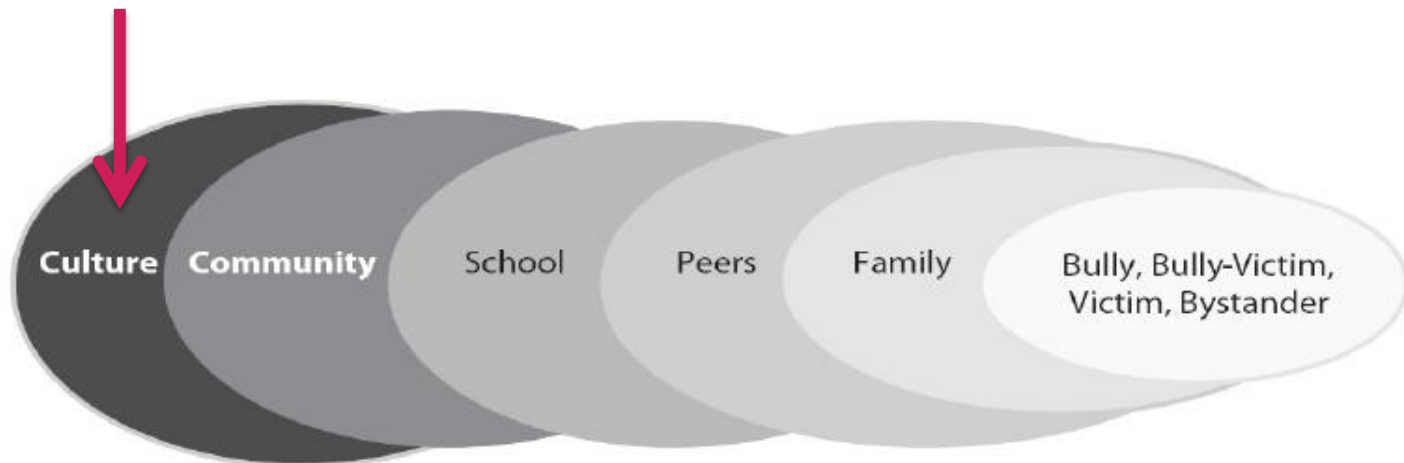 Culture
Community
School
Peers
Family
Bully, Bully-Victim,
Victim, Bystander